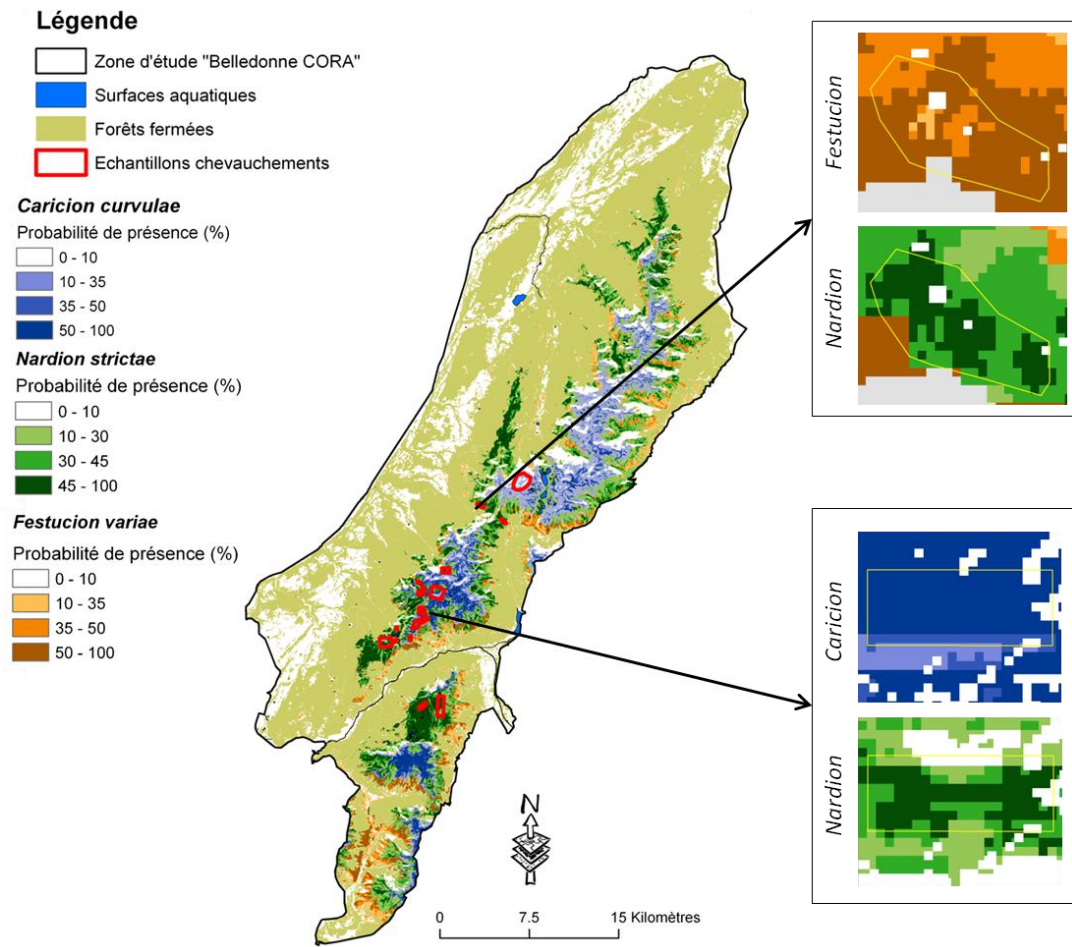 Légende
Zone d'étude "Belledonne CORA"
Surfaces aquatiques
Forêts fermées
Echantillons chevauchements
Caricion curvulae
Probabilité de présence (%)
0 - 10
10 - 35
35 - 50
50 - 100
Nardion strictae
Probabilité de présence (%)
0 - 10
10 - 30
30 - 45
45 - 100
Festucion variae
Probabilité de présence (%)
0 - 10
10 - 35
35 - 50
50 - 100
N
0 7.5 15 Kilomètres
Festucion
Nardion
Caricion
Nardion